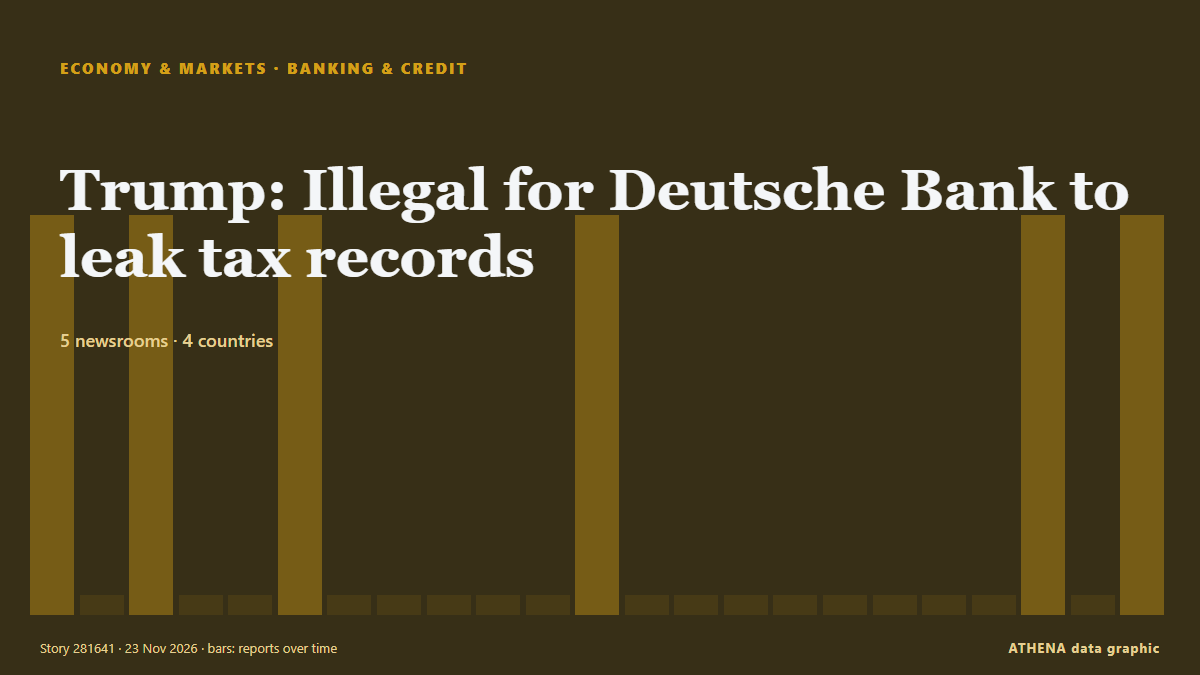 ECONOMY & MARKETS · BANKING & CREDIT
Trump: Illegal for Deutsche Bank to
leak tax records
5 newsrooms · 4 countries
Story 281641 · 23 Nov 2026 · bars: reports over time
ATHENA data graphic